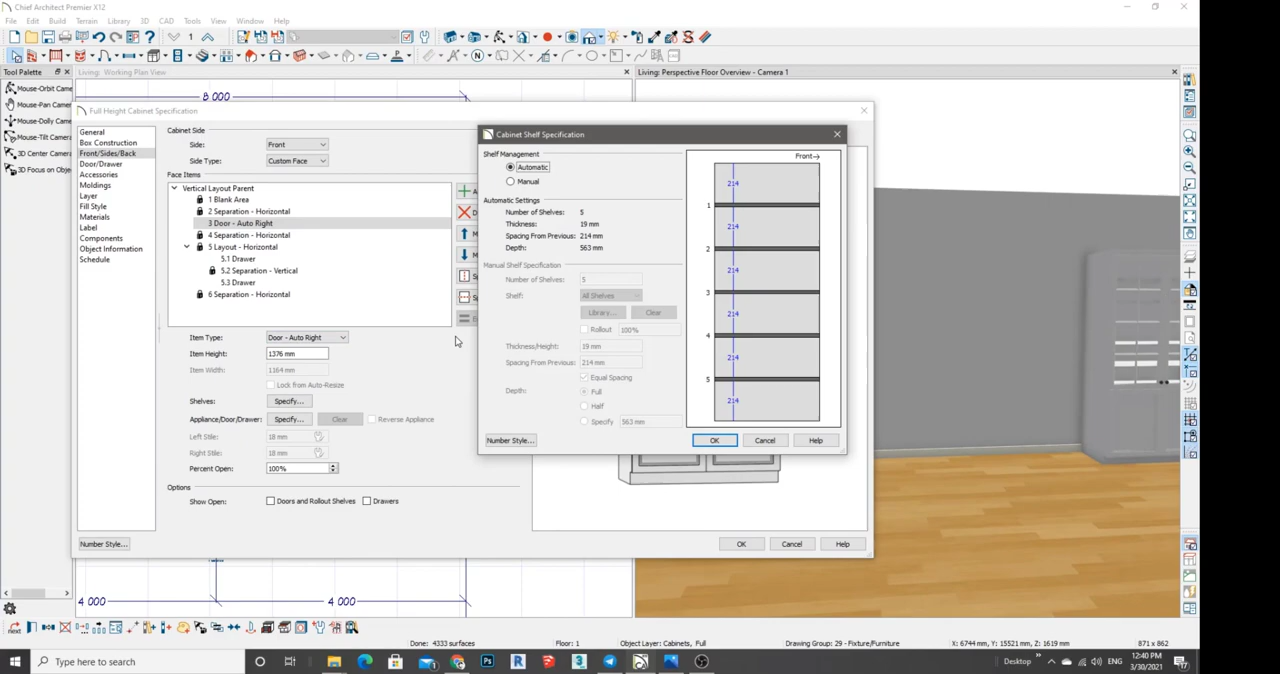 Chief Architect Premier X12
File Edit Build Terrain Library 3D CAD Tools View Window Help
1
Tool Palette
Living: Working Plan View
Living: Perspective Floor Overview - Camera 1
Mouse-Orbit Came
Mouse-Pan Camer
Mouse-Dolly Came
Mouse-Tilt Camera
3D Center Camera
3D Focus on Objec
8 000
Full Height Cabinet Specification
General
Box Construction
Front/Sides/Back
Door/Drawer
Accessories
Moldings
Layer
Fill Style
Materials
Label
Components
Object Information
Schedule
Number Style...
Cabinet Side
Side: Front
Side Type: Custom Face
Face Items
Vertical Layout Parent
1 Blank Area
2 Separation - Horizontal
3 Door - Auto Right
4 Separation - Horizontal
5 Layout - Horizontal
5.1 Drawer
5.2 Separation - Vertical
5.3 Drawer
6 Separation - Horizontal
Item Type: Door - Auto Right
Item Height: 1376 mm
Item Width: 1164 mm
Lock from Auto-Resize
Shelves: Specify...
Appliance/Door/Drawer: Specify... Clear Reverse Appliance
Left Stile: 18 mm
Right Stile: 18 mm
Percent Open: 100%
Options
Show Open: Doors and Rollout Shelves Drawers
OK Cancel Help
Cabinet Shelf Specification
Shelf Management
Automatic
Manual
Automatic Settings
Number of Shelves: 5
Thickness: 19 mm
Spacing From Previous: 214 mm
Depth: 563 mm
Manual Shelf Specification
Number of Shelves: 5
Shelf: All Shelves
Library... Clear
Rollout 100%
Thickness/Height: 19 mm
Spacing From Previous: 214 mm
Equal Spacing
Depth: Full
Half
Specify 563 mm
Number Style... OK Cancel Help
Front
214
1
214
2
214
3
214
4
214
5
214
4 000
4 000
next
Done: 4333 surfaces Floor: 1 Object Layer: Cabinets, Full Drawing Group: 29 - Fixture/Furniture X: 6744 mm, Y: 15521 mm, Z: 1619 mm 871 x 862
Type here to search
Desktop
ENG
12:40 PM
3/30/2021
17